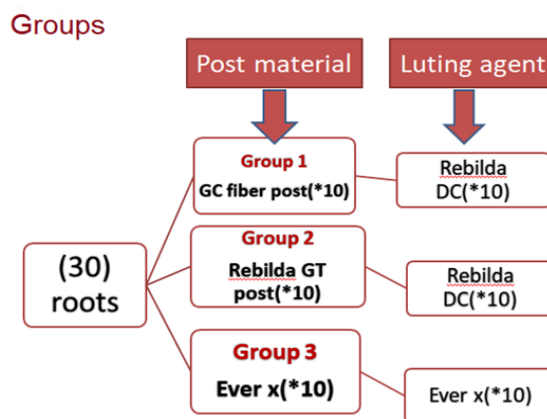 Groups
Post material
Luting agent
Group 1
GC fiber post(*10)
Rebilda
DC(*10)
(30)
roots
Group 2
Rebilda GT
post(*10)
Rebilda
DC(*10)
Group 3
Ever x(*10)
Ever x(*10)